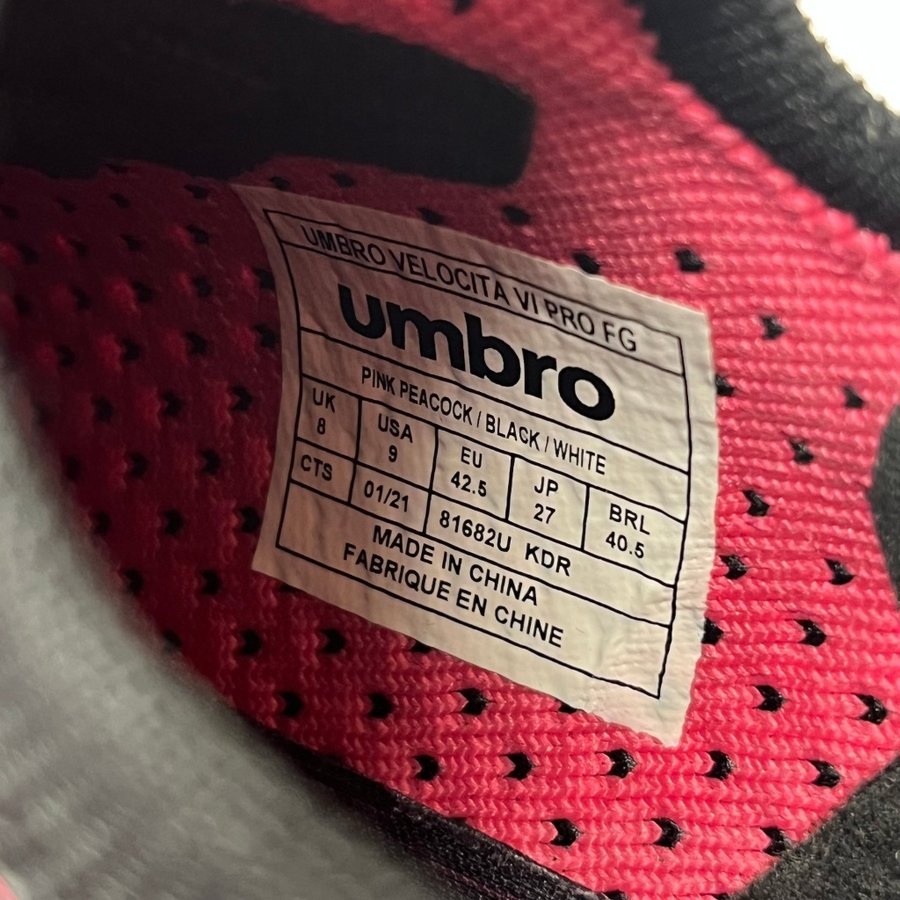 UMBRO VELOCITA VI PRO FG
umbro
PINK PEACOCK / BLACK / WHITE
UK USA EU JP BRL
8 9 42.5 27 40.5
CTS 01/21 81682U KDR
MADE IN CHINA
FABRIQUE EN CHINE